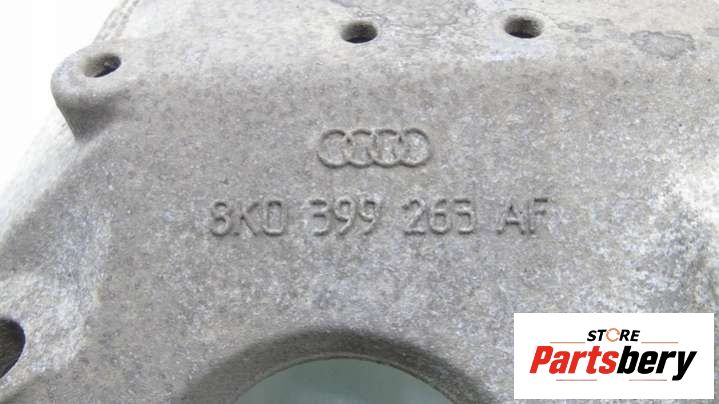 8K0 399 263 AF
STORE
Partsbery